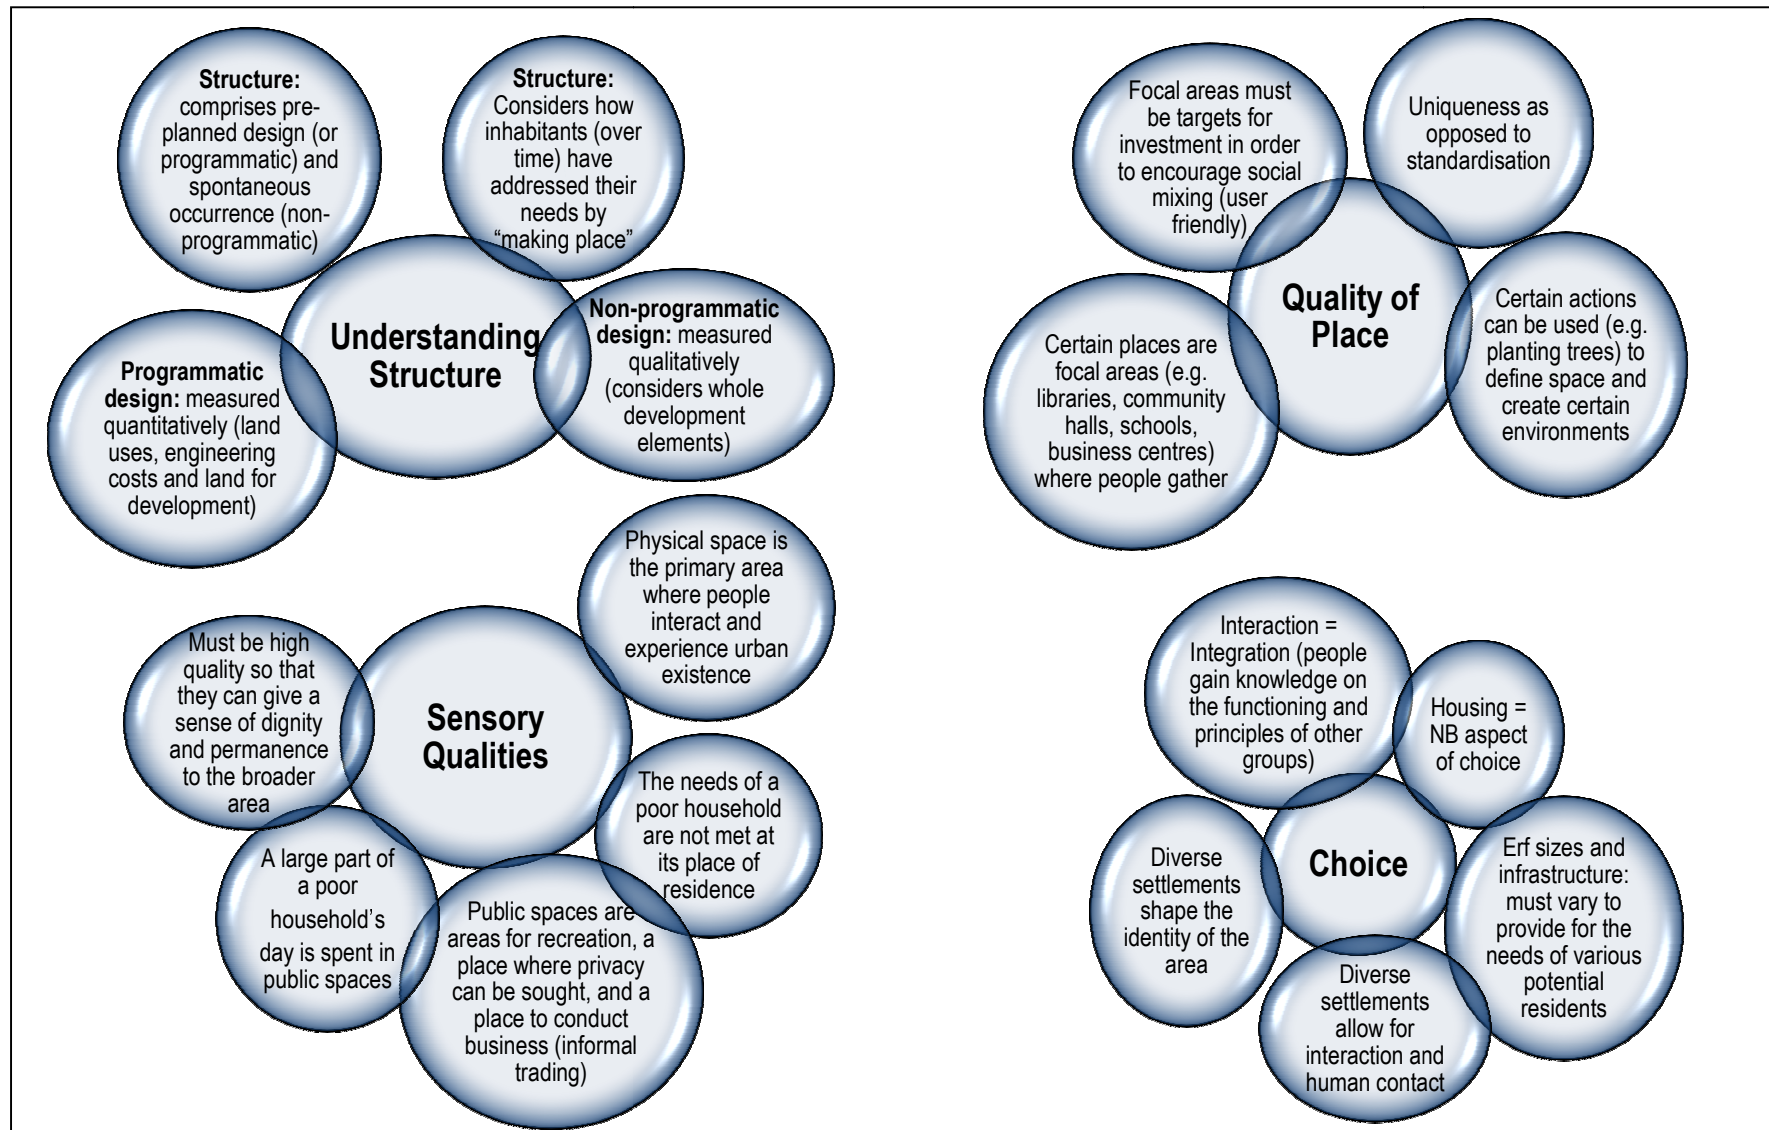 Structure:
comprises pre-
planned design (or
programmatic) and
spontaneous
occurrence (non-
programmatic)
Structure:
Considers how
inhabitants (over
time) have
addressed their
needs by
“making place”
Understanding
Structure
Programmatic
design: measured
quantitatively (land
uses, engineering
costs and land for
development)
Non-programmatic
design: measured
qualitatively
(considers whole
development
elements)
Focal areas must
be targets for
investment in order
to encourage social
mixing (user
friendly)
Uniqueness as
opposed to
standardisation
Quality of
Place
Certain places are
focal areas (e.g.
libraries, community
halls, schools,
business centres)
where people gather
Certain actions
can be used (e.g.
planting trees) to
define space and
create certain
environments
Physical space is
the primary area
where people
interact and
experience urban
existence
Must be high
quality so that
they can give a
sense of dignity
and permanence
to the broader
area
Sensory
Qualities
The needs of a
poor household
are not met at
its place of
residence
A large part of
a poor
household’s
day is spent in
public spaces
Public spaces are
areas for recreation, a
place where privacy
can be sought, and a
place to conduct
business (informal
trading)
Interaction =
Integration (people
gain knowledge on
the functioning and
principles of other
groups)
Housing =
NB aspect
of choice
Choice
Diverse
settlements
shape the
identity of the
area
Erf sizes and
infrastructure:
must vary to
provide for the
needs of various
potential
residents
Diverse
settlements
allow for
interaction and
human contact